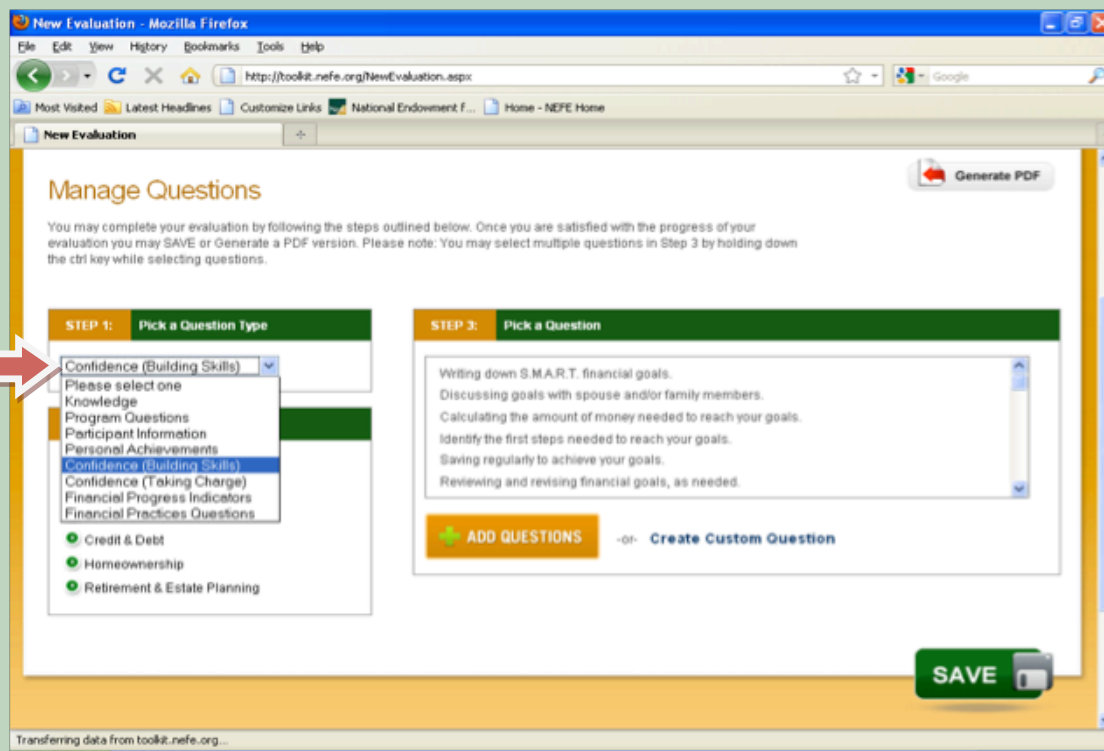 New Evaluation - Mozilla Firefox
File Edit View History Bookmarks Tools Help
http://toolkit.nefe.org/NewEvaluation.aspx
Google
Most Visited Latest Headlines Customize Links National Endowment f... Home - NEFE Home
New Evaluation
Generate PDF
Manage Questions
You may complete your evaluation by following the steps outlined below. Once you are satisfied with the progress of your
evaluation you may SAVE or Generate a PDF version. Please note: You may select multiple questions in Step 3 by holding down
the ctrl key while selecting questions.
STEP 1: Pick a Question Type
Confidence (Building Skills)
Please select one
Knowledge
Program Questions
Participant Information
Personal Achievements
Confidence (Building Skills)
Confidence (Taking Charge)
Financial Progress Indicators
Financial Practices Questions
Credit & Debt
Homeownership
Retirement & Estate Planning
STEP 3: Pick a Question
Writing down S.M.A.R.T. financial goals.
Discussing goals with spouse and/or family members.
Calculating the amount of money needed to reach your goals.
Identify the first steps needed to reach your goals.
Saving regularly to achieve your goals.
Reviewing and revising financial goals, as needed.
ADD QUESTIONS -or- Create Custom Question
SAVE
Transferring data from toolkit.nefe.org...